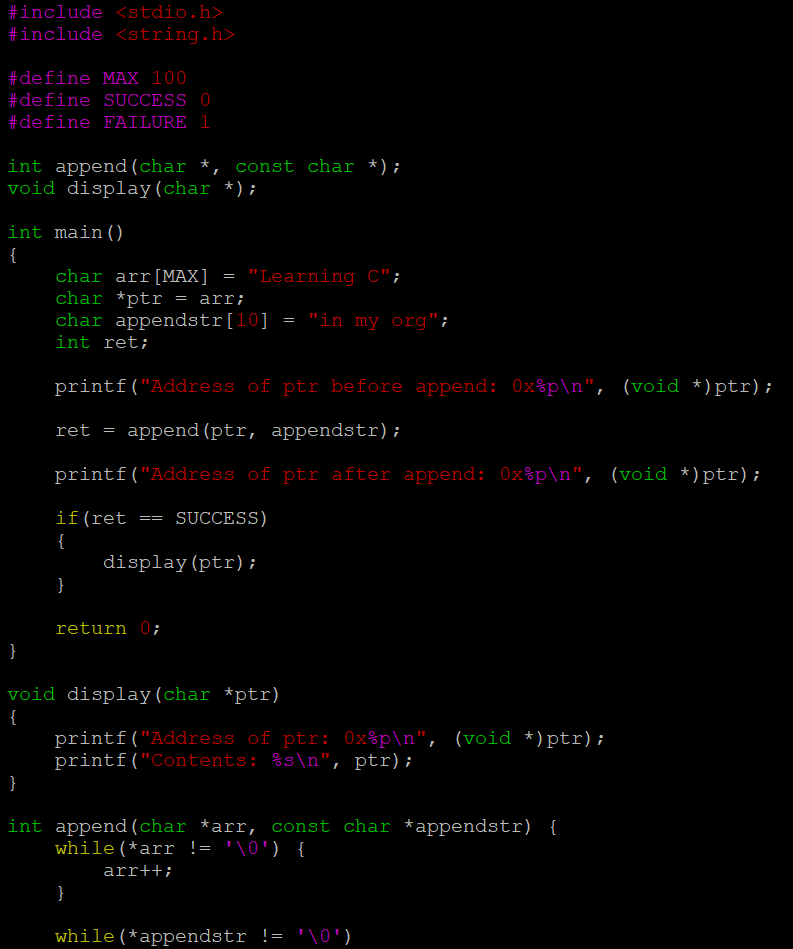 #include <stdio.h>
#include <string.h>

#define MAX 100
#define SUCCESS 0
#define FAILURE 1

int append(char *, const char *);
void display(char *);

int main()
{
    char arr[MAX] = "Learning C";
    char *ptr = arr;
    char appendstr[10] = "in my org";
    int ret;

    printf("Address of ptr before append: 0x%p\n", (void *)ptr);

    ret = append(ptr, appendstr);

    printf("Address of ptr after append: 0x%p\n", (void *)ptr);

    if(ret == SUCCESS)
    {
        display(ptr);
    }

    return 0;
}

void display(char *ptr)
{
    printf("Address of ptr: 0x%p\n", (void *)ptr);
    printf("Contents: %s\n", ptr);
}

int append(char *arr, const char *appendstr) {
    while(*arr != '\0') {
        arr++;
    }

    while(*appendstr != '\0')